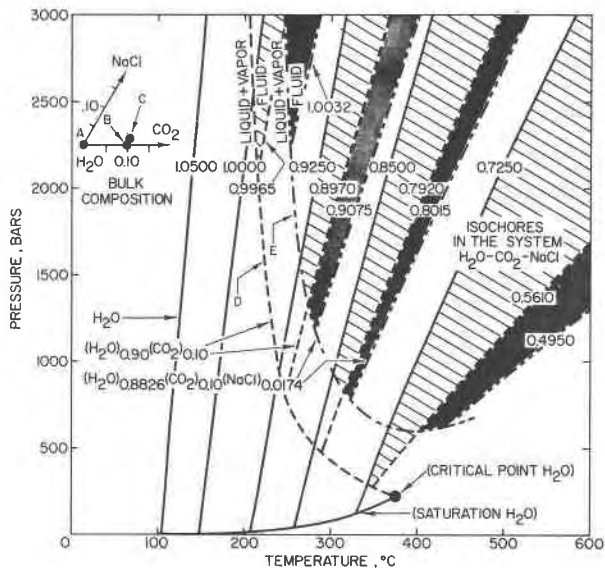 3000
2500
2000
1500
1000
500
0
PRESSURE, BARS
0
100
200
300
400
500
600
TEMPERATURE, °C
NaCl
.10
A
B
C
CO2
H2O
0.10
BULK
COMPOSITION
LIQUID+VAPOR
FLUID?
LIQUID+VAPOR
FLUID
1.0032
1.0500
1.0000
0.9250
0.8500
0.7250
0.9965
0.8970
0.7920
0.9075
0.8015
ISOCHORES
IN THE SYSTEM
H2O-CO2-NaCl
0.5610
0.4950
E
D
H2O
(H2O)0.90(CO2)0.10
(H2O)0.8826(CO2)0.10(NaCl)0.0174
(CRITICAL POINT H2O)
(SATURATION H2O)